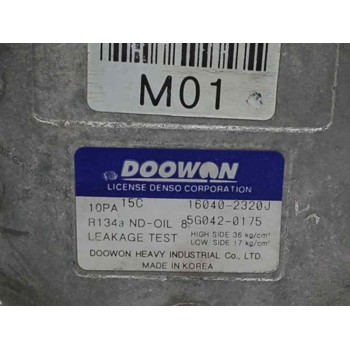 M01
DOOWON
LICENSE DENSO CORPORATION
10PA 15C 16040-2320J
R134a ND-OIL 8 5G042-0175
LEAKAGE TEST HIGH SIDE 36 kg/cm²
LOW SIDE 17 kg/cm²
DOOWON HEAVY INDUSTRIAL Co., LTD.
MADE IN KOREA